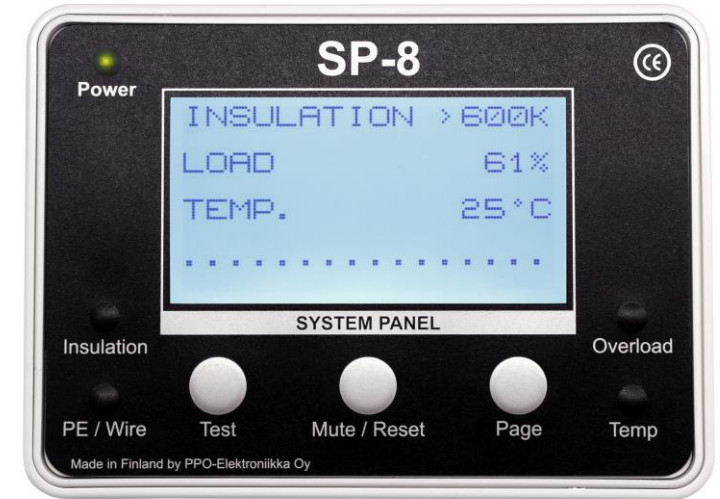 SP-8
CE
Power
INSULATION >600K
LOAD 61%
TEMP. 25°C
................
SYSTEM PANEL
Insulation
Overload
PE / Wire
Test
Mute / Reset
Page
Temp
Made in Finland by PPO-Elektroniikka Oy